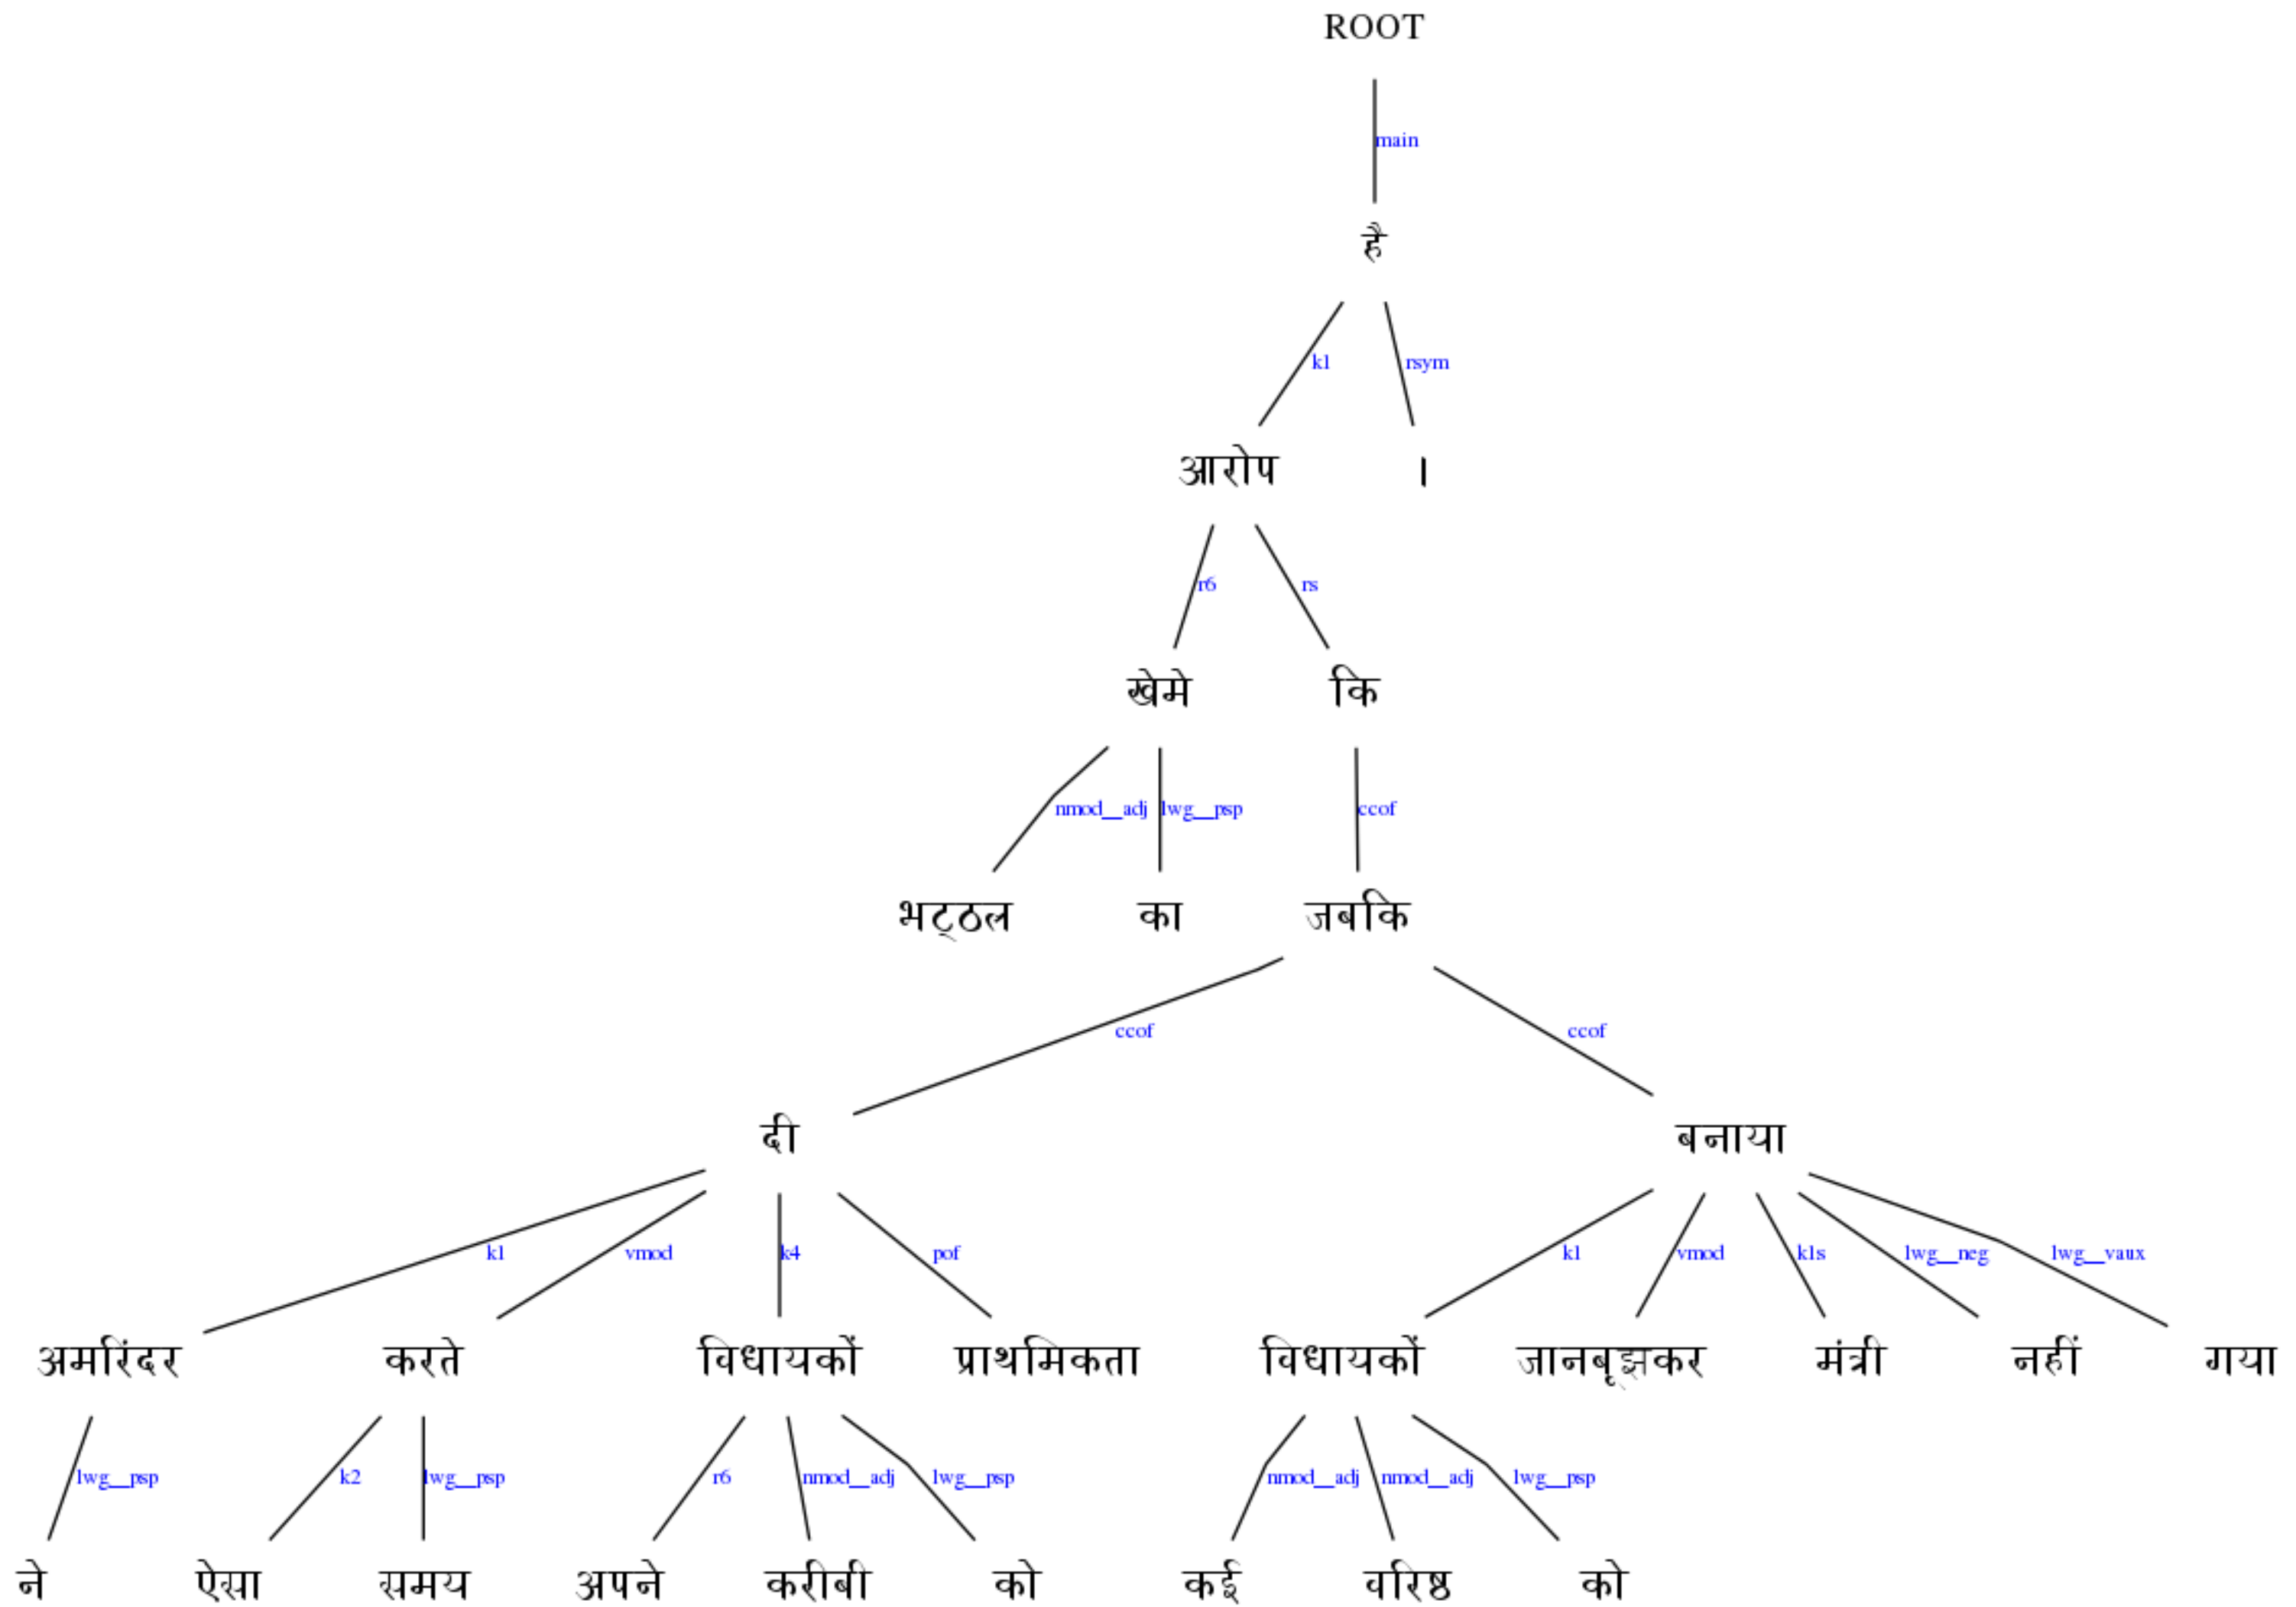 ROOT
main
है
k1 rsym
आरोप ।
r6 rs
खेमे कि
nmod__adj lwg__psp ccof
भट्ठल का जबकि
ccof ccof
दी बनाया
k1 vmod k4 pof k1 vmod k1s lwg__neg lwg__vaux
अमरिंदर करते विधायकों प्राथमिकता विधायकों जानबूझकर मंत्री नहीं गया
lwg__psp k2 lwg__psp r6 nmod__adj lwg__psp nmod__adj nmod__adj lwg__psp
ने ऐसा समय अपने करीबी को कई वरिष्ठ को